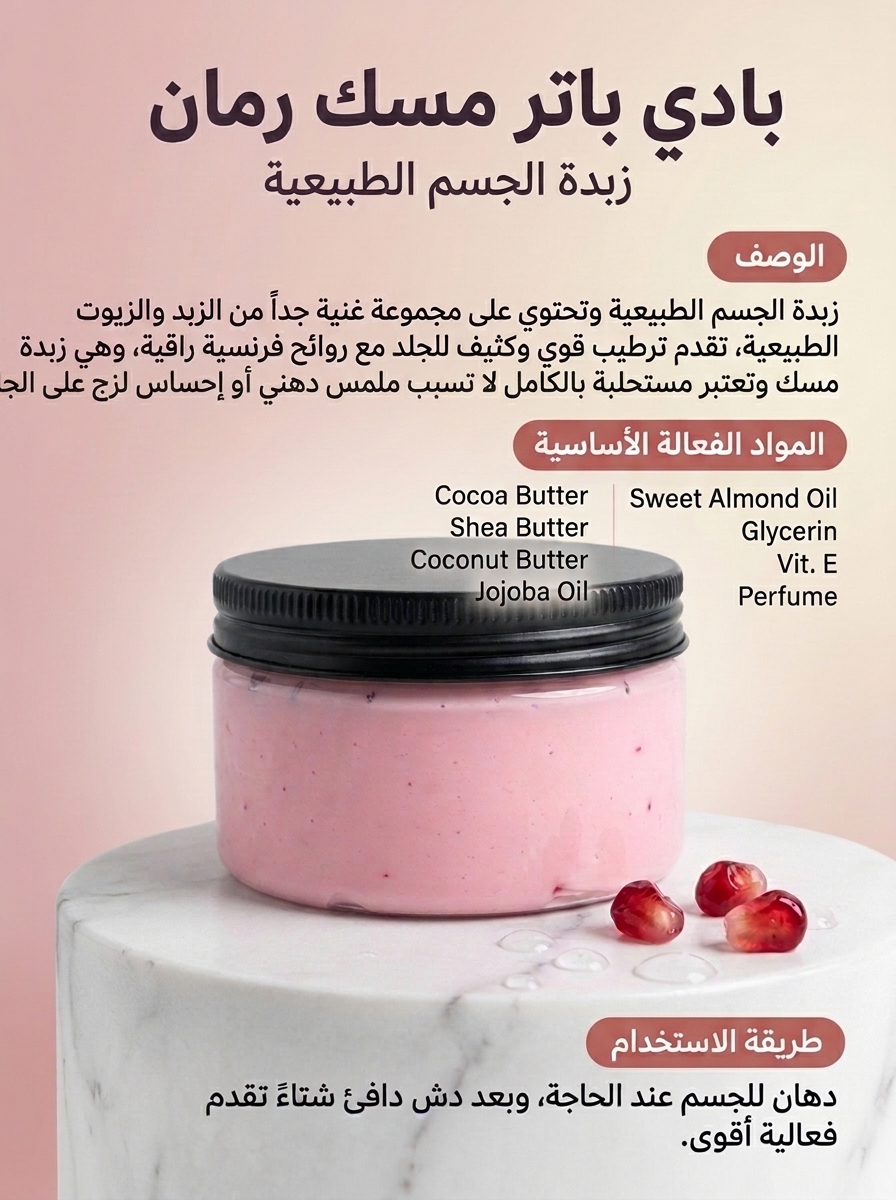 بادي باتر مسك رمان
زبدة الجسم الطبيعية
الوصف
زبدة الجسم الطبيعية وتحتوي على مجموعة غنية جداً من الزبد والزيوت
الطبيعية، تقدم ترطيب قوي وكثيف للجلد مع روائح فرنسية راقية، وهي زبدة
مسك وتعتبر مستحلبة بالكامل لا تسبب ملمس دهني أو إحساس لزج على
المواد الفعالة الأساسية
Sweet Almond Oil
Glycerin
Vit. E
Perfume
Cocoa Butter
Shea Butter
Coconut Butter
Jojoba Oil
طريقة الاستخدام
دهان للجسم عند الحاجة، وبعد دش دافئ شتاءً تقدم
فعالية أقوى.